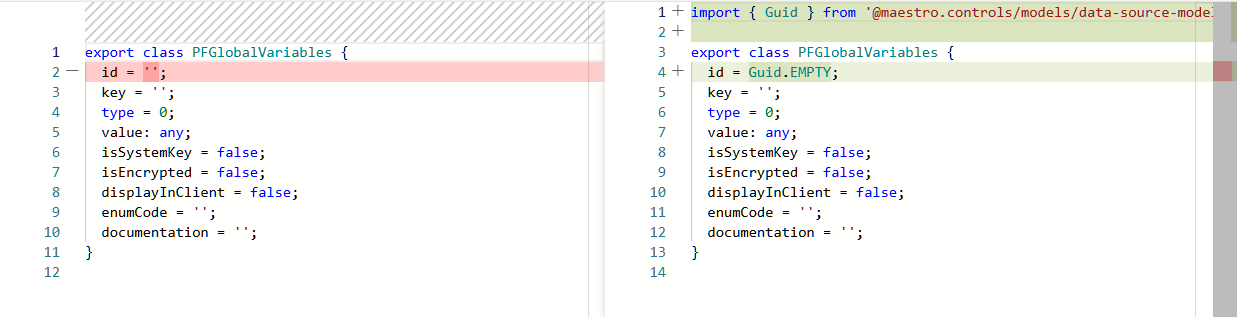 1 export class PFGlobalVariables {
2 — id = '';
3 key = '';
4 type = 0;
5 value: any;
6 isSystemKey = false;
7 isEncrypted = false;
8 displayInClient = false;
9 enumCode = '';
10 documentation = '';
11 }
12
1 + import { Guid } from '@maestro.controls/models/data-source-model
2 +
3 export class PFGlobalVariables {
4 + id = Guid.EMPTY;
5 key = '';
6 type = 0;
7 value: any;
8 isSystemKey = false;
9 isEncrypted = false;
10 displayInClient = false;
11 enumCode = '';
12 documentation = '';
13 }
14